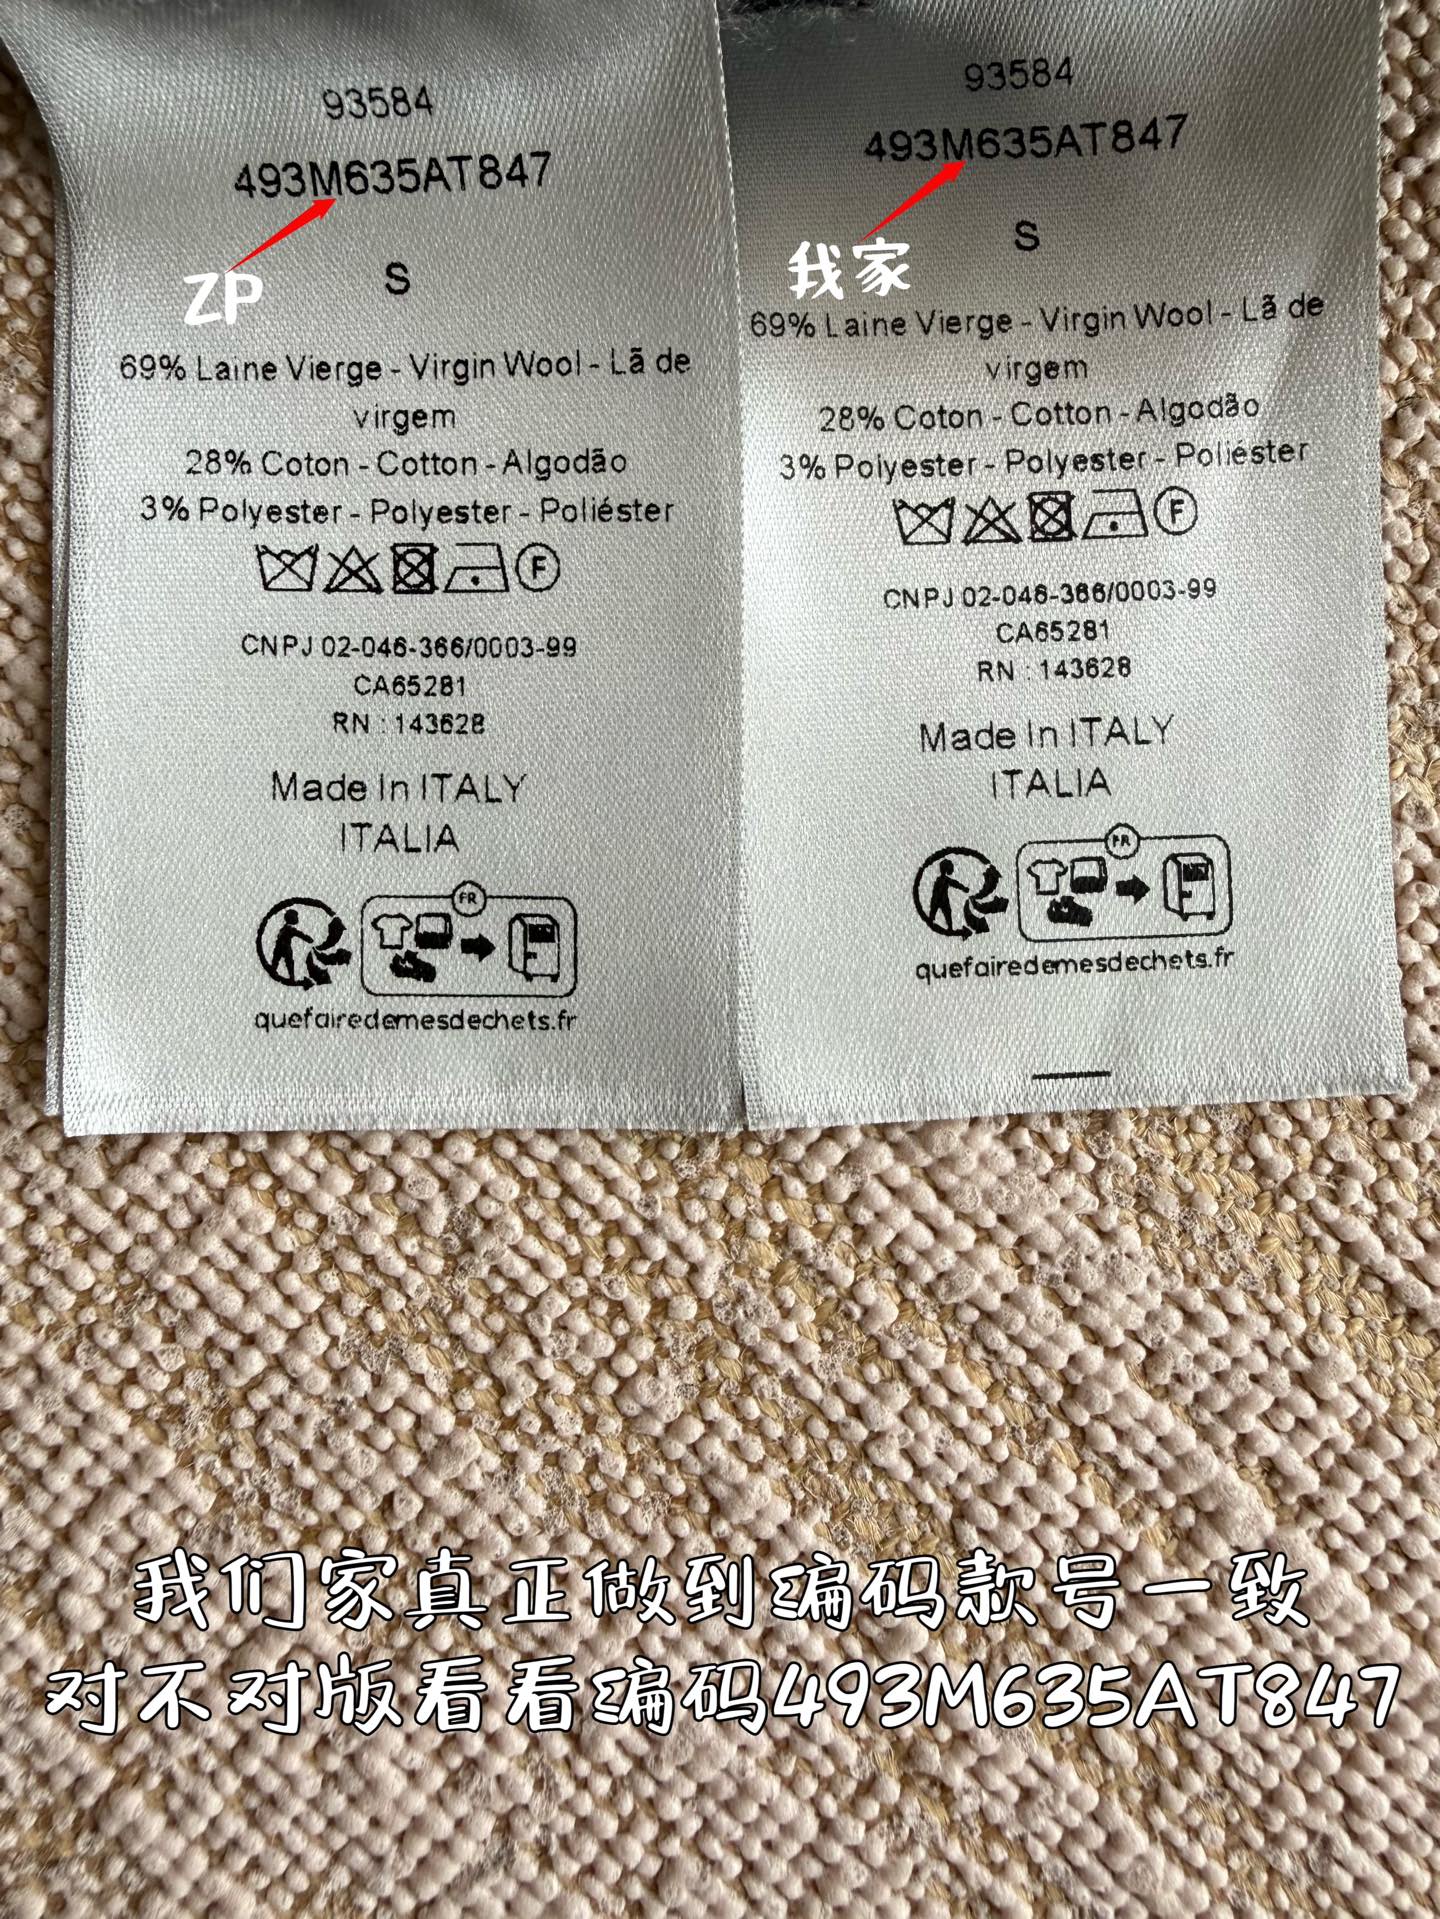 93584
493M635AT847
ZP
S
69% Laine Vierge - Virgin Wool - Lã de
virgem
28% Coton - Cotton - Algodão
3% Polyester - Polyester - Poliéster
F
CNPJ 02-046-366/0003-99
CA65281
RN : 143628
Made In ITALY
ITALIA
FR
quefairedemesdechets.fr
93584
493M635AT847
我家
S
69% Laine Vierge - Virgin Wool - Lã de
virgem
28% Coton - Cotton - Algodão
3% Polyester - Polyester - Poliéster
F
CNPJ 02-046-366/0003-99
CA65281
RN : 143628
Made In ITALY
ITALIA
FR
quefairedemesdechets.fr
我们家真正做到编码款号一致
对不对版看看编码493M635AT847